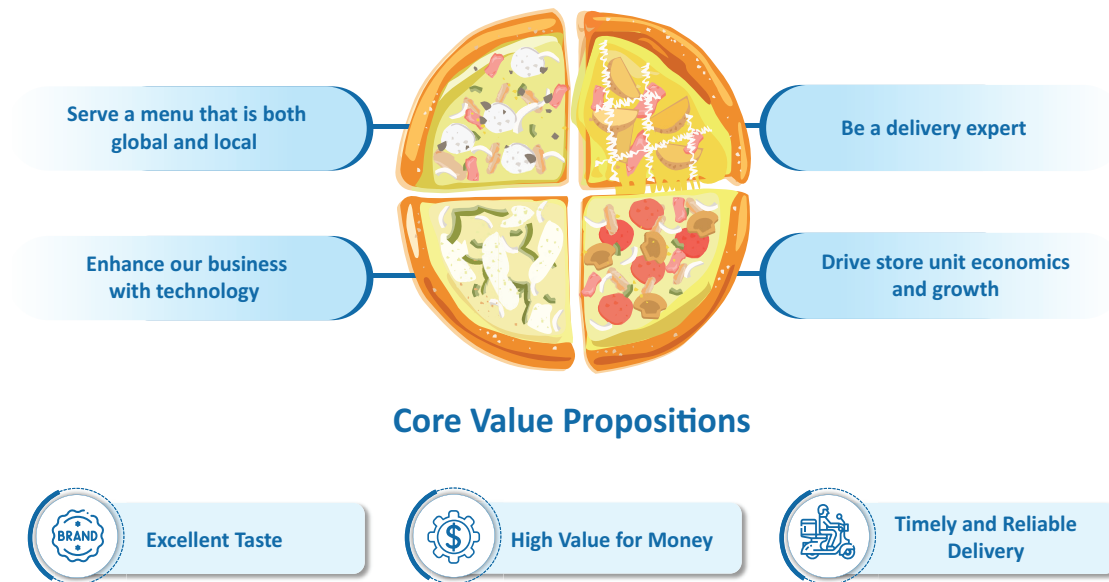 Serve a menu that is both
global and local
Be a delivery expert
Enhance our business
with technology
Drive store unit economics
and growth
Core Value Propositions
BRAND
Excellent Taste
$
High Value for Money
Timely and Reliable
Delivery